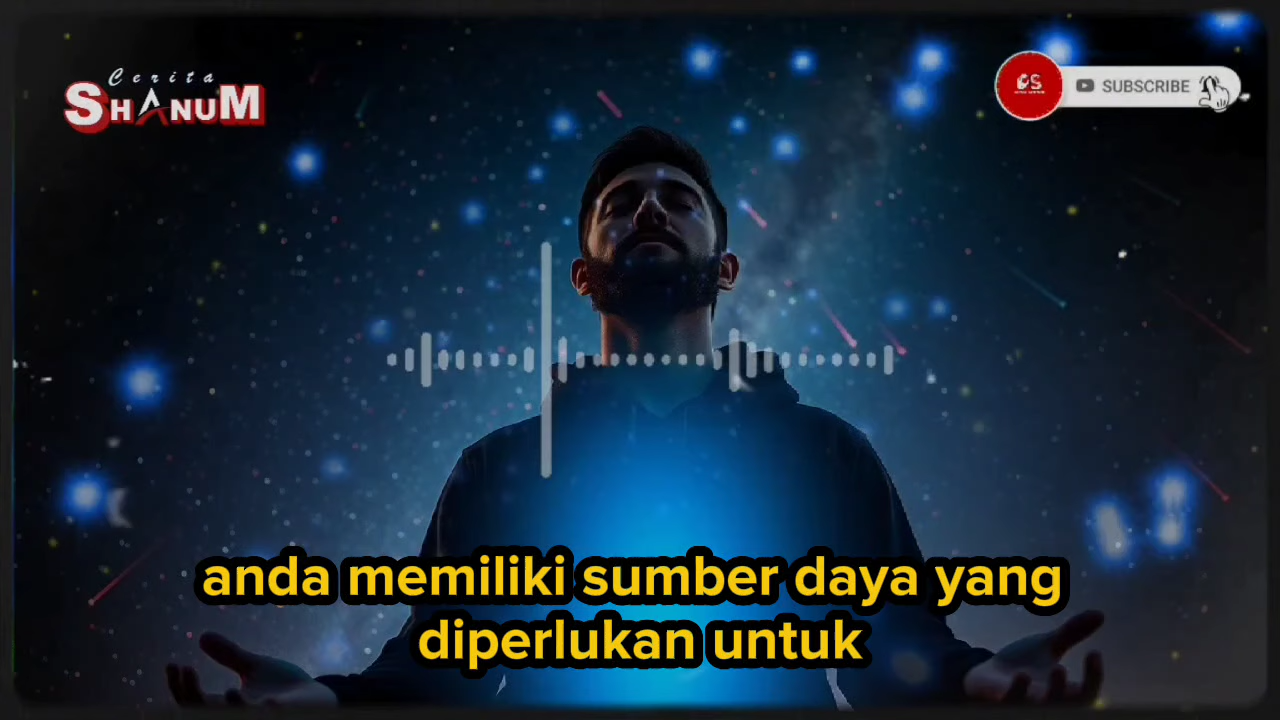 Cerita
SHANUM
CS
SUBSCRIBE
anda memiliki sumber daya yang
diperlukan untuk